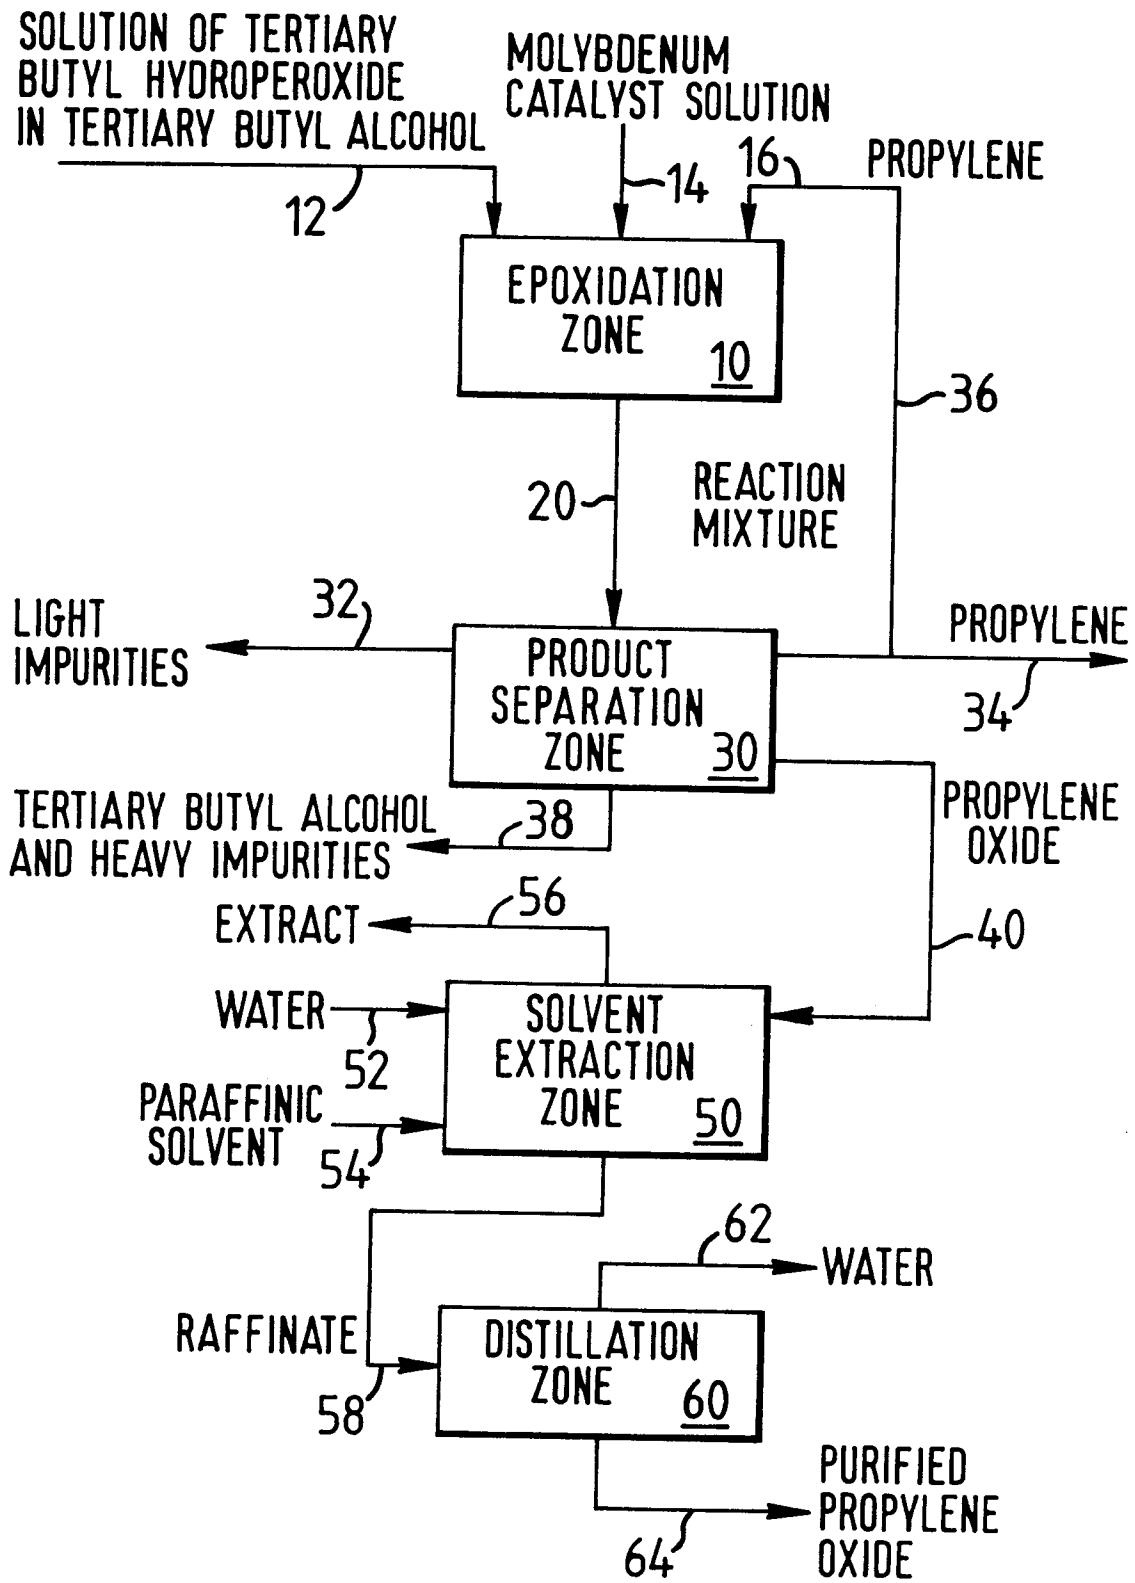 SOLUTION OF TERTIARY
BUTYL HYDROPEROXIDE
IN TERTIARY BUTYL ALCOHOL
12
MOLYBDENUM
CATALYST SOLUTION
14
16
PROPYLENE
EPOXIDATION
ZONE
10
36
20
REACTION
MIXTURE
LIGHT
IMPURITIES
32
PRODUCT
SEPARATION
ZONE
30
PROPYLENE
34
TERTIARY BUTYL ALCOHOL
AND HEAVY IMPURITIES
38
PROPYLENE
OXIDE
40
EXTRACT
56
WATER
52
PARAFFINIC
SOLVENT
54
SOLVENT
EXTRACTION
ZONE
50
RAFFINATE
58
62
WATER
DISTILLATION
ZONE
60
64
PURIFIED
PROPYLENE
OXIDE